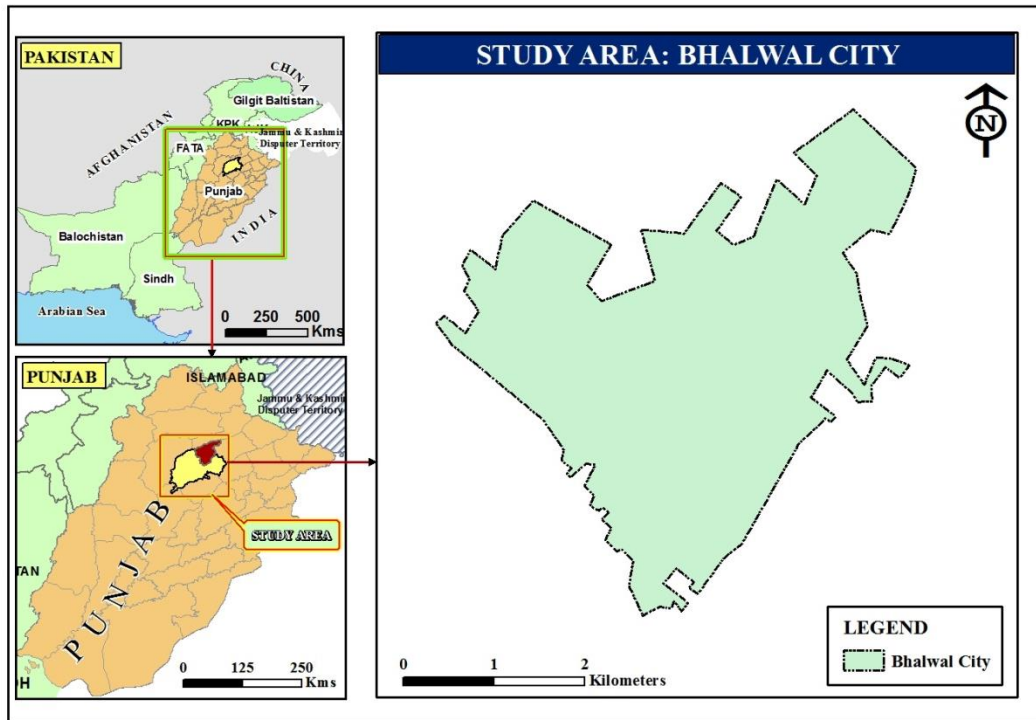 PAKISTAN
CHINA
Gilgit Baltistan
AFGHANISTAN
KPK
Jammu & Kashmir
Disputer Territory
FATA
Punjab
INDIA
Balochistan
Sindh
Arabian Sea
0 250 500
Kms
PUNJAB
ISLAMABAD
Jammu & Kashmir
Disputer Territory
PUNJAB
STUDY AREA
TAN
0 125 250
Kms
STUDY AREA: BHALWAL CITY
N
LEGEND
Bhalwal City
0 1 2
Kilometers